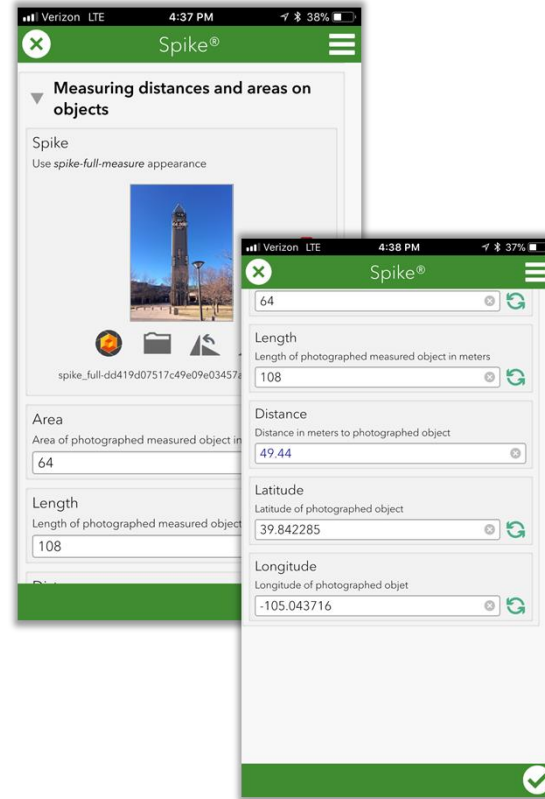 Verizon LTE 4:37 PM 38%
Spike®
Measuring distances and areas on
objects
Spike
Use spike-full-measure appearance
spike_full-dd419d07517c49e09e03457
Area
Area of photographed measured object in
64
Length
Length of photographed measured object
108
Verizon LTE 4:38 PM 37%
Spike®
64
Length
Length of photographed measured object in meters
108
Distance
Distance in meters to photographed object
49.44
Latitude
Latitude of photographed object
39.842285
Longitude
Longitude of photographed objet
-105.043716